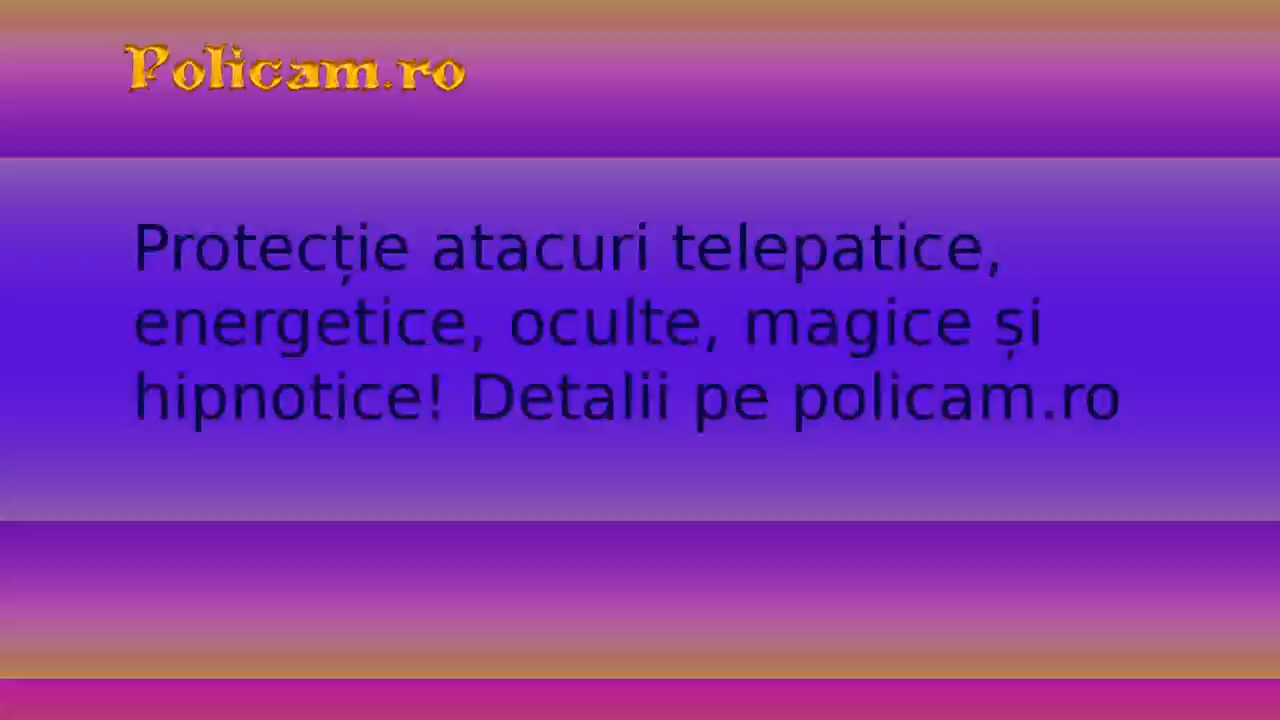 Policam.ro
Protecție atacuri telepatice,
energetice, oculte, magice și
hipnotice! Detalii pe policam.ro